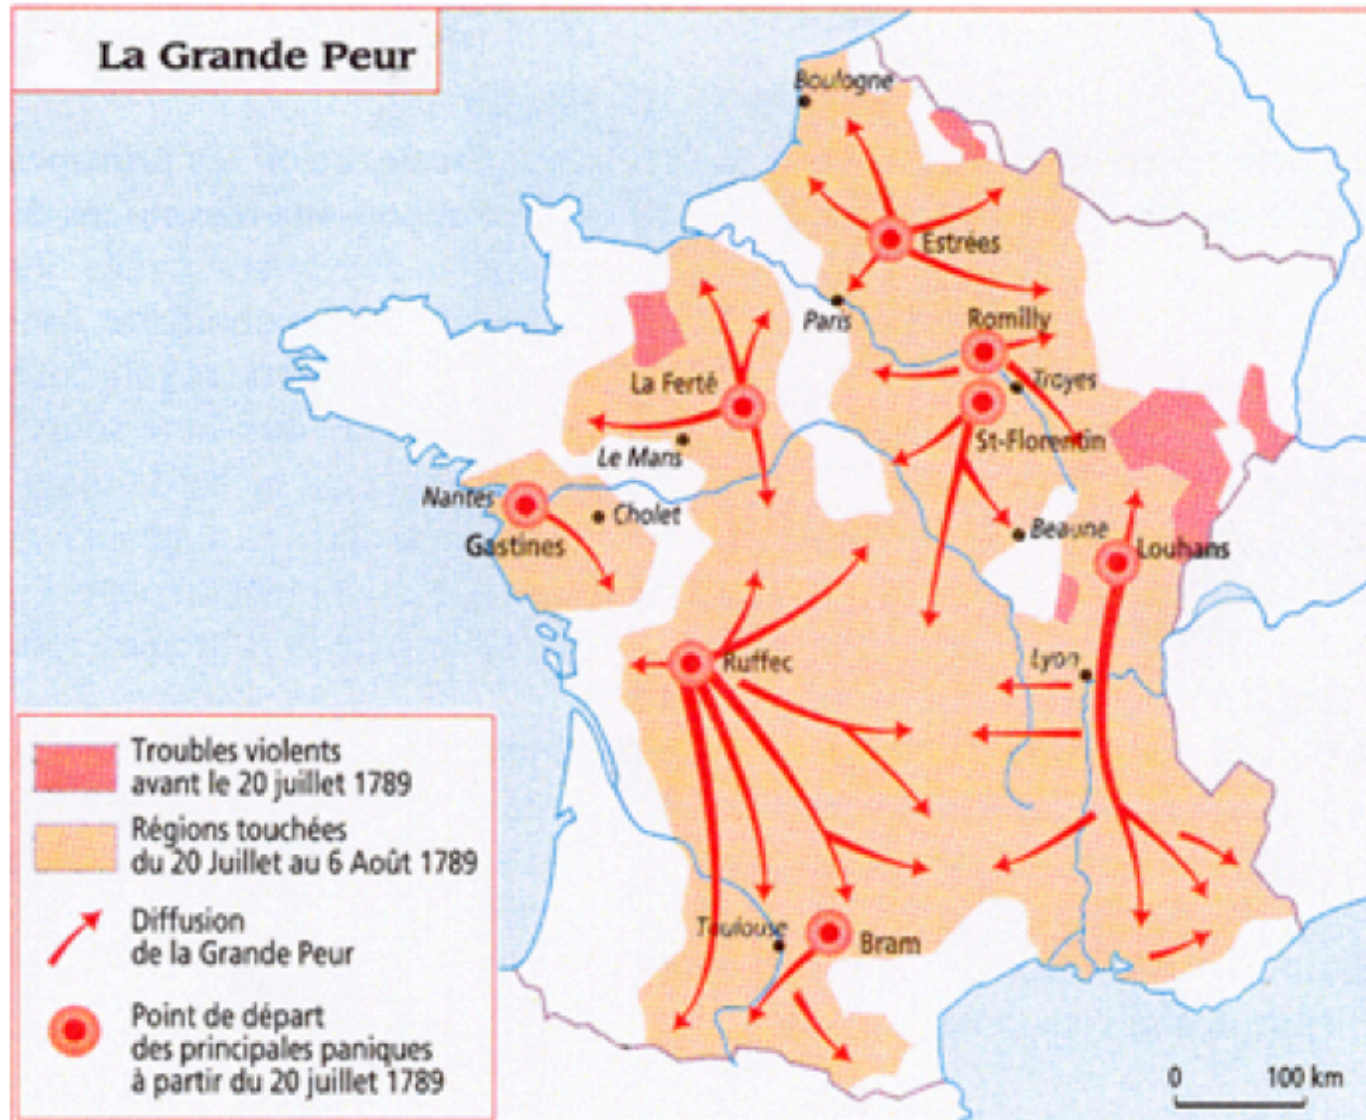 La Grande Peur
Boulogne
Estrées
Paris
Romilly
Troyes
La Ferté
St-Florentin
Le Mans
Nantes
Cholet
Gastines
Beaune
Louhans
Ruffec
Lyon
Toulouse
Bram
Troubles violents
avant le 20 juillet 1789
Régions touchées
du 20 Juillet au 6 Août 1789
Diffusion
de la Grande Peur
Point de départ
des principales paniques
à partir du 20 juillet 1789
0 100 km